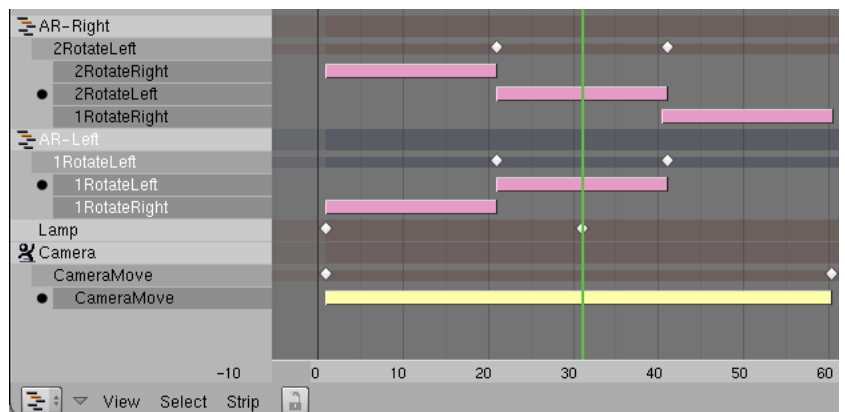 AR-Right
2RotateLeft
2RotateRight
2RotateLeft
1RotateRight
AR-Left
1RotateLeft
1RotateLeft
1RotateRight
Lamp
Camera
CameraMove
CameraMove
-10 0 10 20 30 40 50 60
View Select Strip